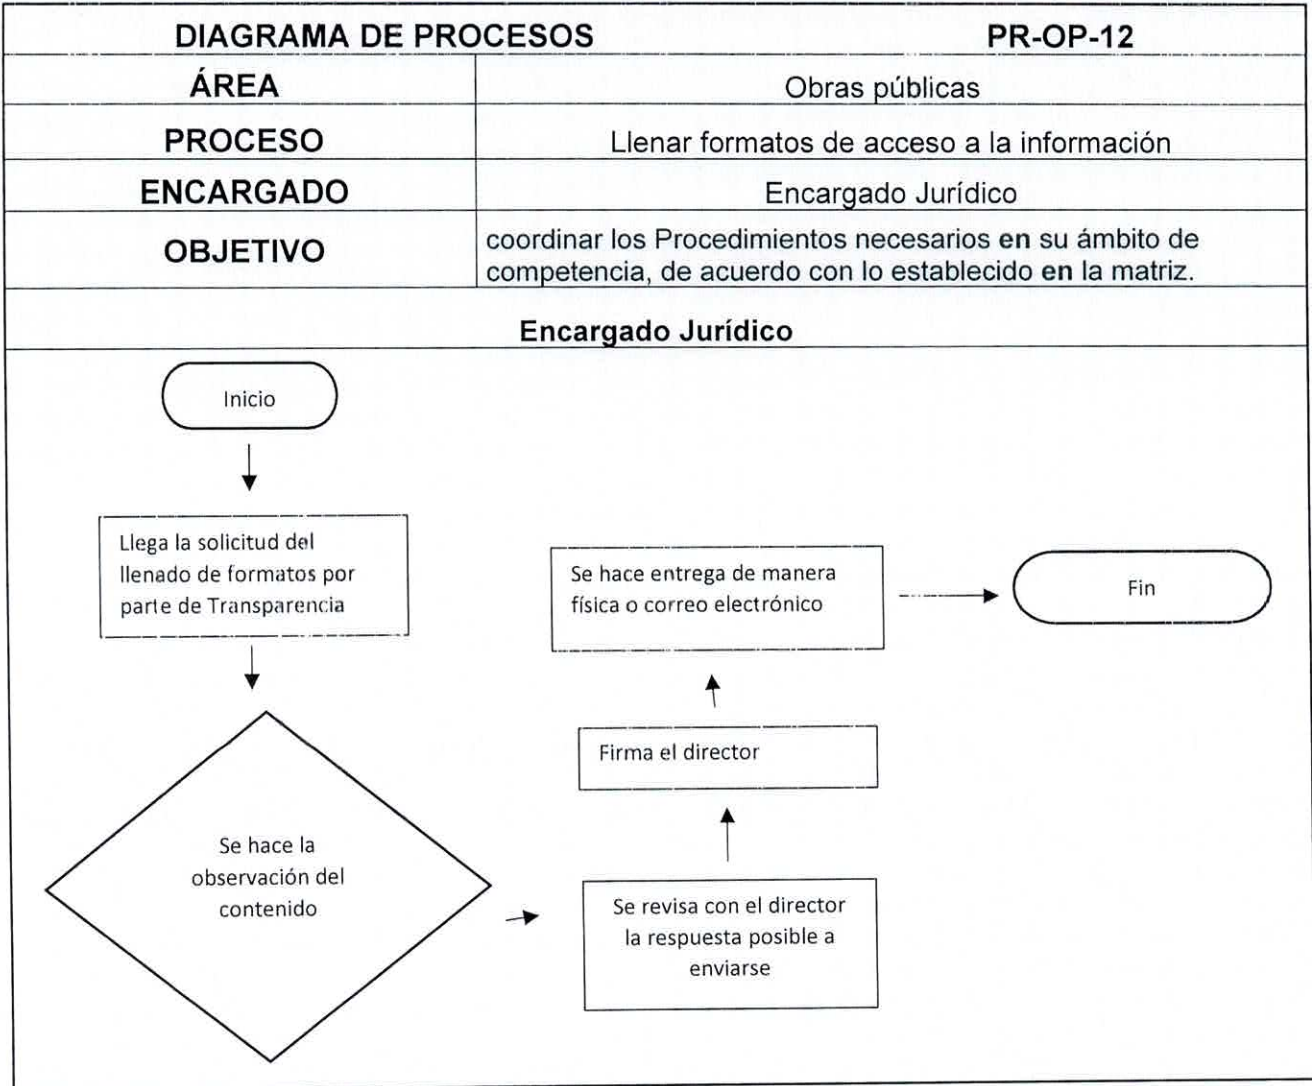 DIAGRAMA DE PROCESOS PR-OP-12
ÁREA Obras públicas
PROCESO Llenar formatos de acceso a la información
ENCARGADO Encargado Jurídico
OBJETIVO coordinar los Procedimientos necesarios en su ámbito de
competencia, de acuerdo con lo establecido en la matriz.
Encargado Jurídico
Inicio
Llega la solicitud del
llenado de formatos por
parte de Transparencia
Se hace la
observación del
contenido
Se revisa con el director
la respuesta posible a
enviarse
Firma el director
Se hace entrega de manera
física o correo electrónico
Fin